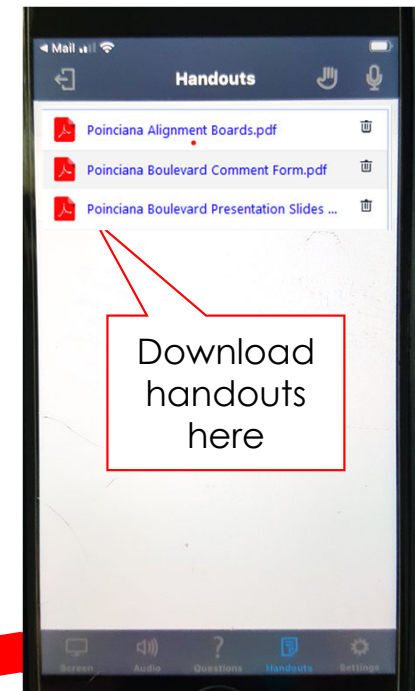 Mail
Handouts
Poinciana Alignment Boards.pdf
Poinciana Boulevard Comment Form.pdf
Poinciana Boulevard Presentation Slides ...
Download
handouts
here
Screen Audio Questions Handouts Settings